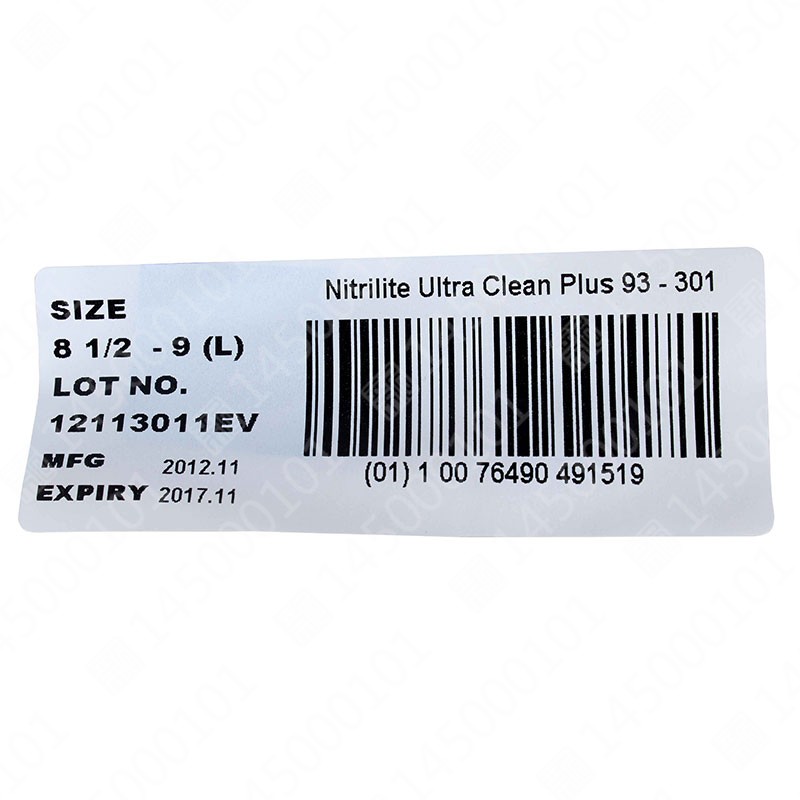 Nitrilite Ultra Clean Plus 93 - 301
SIZE
8 1/2 - 9 (L)
LOT NO.
12113011EV
MFG 2012.11
EXPIRY 2017.11
(01) 1 00 76490 491519
145000101